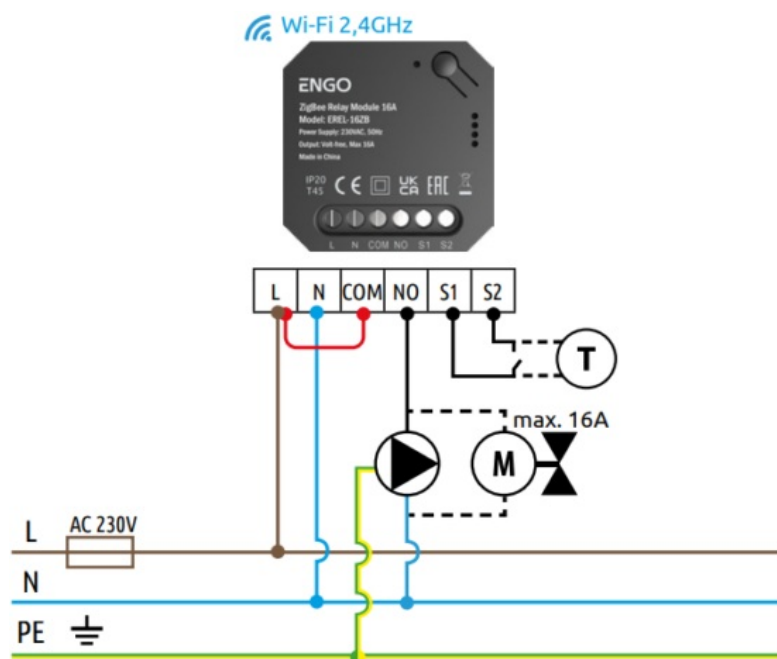 Wi-Fi 2,4GHz
ENGO
ZigBee Relay Module 16A
Model: EREL-16ZB
Power Supply: 230VAC, 50Hz
Output: Volt-free, Max 16A
Made in China
IP20
T45
CE
UK
CA
EAC
L N COM NO S1 S2
L N COM NO S1 S2
T
max. 16A
M
L AC 230V
N
PE